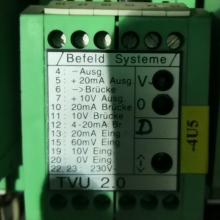 Befeld Systeme
4 : - Ausg
5 : + 20mA Ausg
6 : -> Brücke
7 : + 10V Ausg
10 : 20mA Brücke
11 : 10V Brücke
12 : 4-20mA Br
13 : 20mA Eing
15 : 60mV Eing
19 : 10V Eing
20 : 0V Eing
22 23 : 230V~
TVU 2.0
V
0
D
-4U5